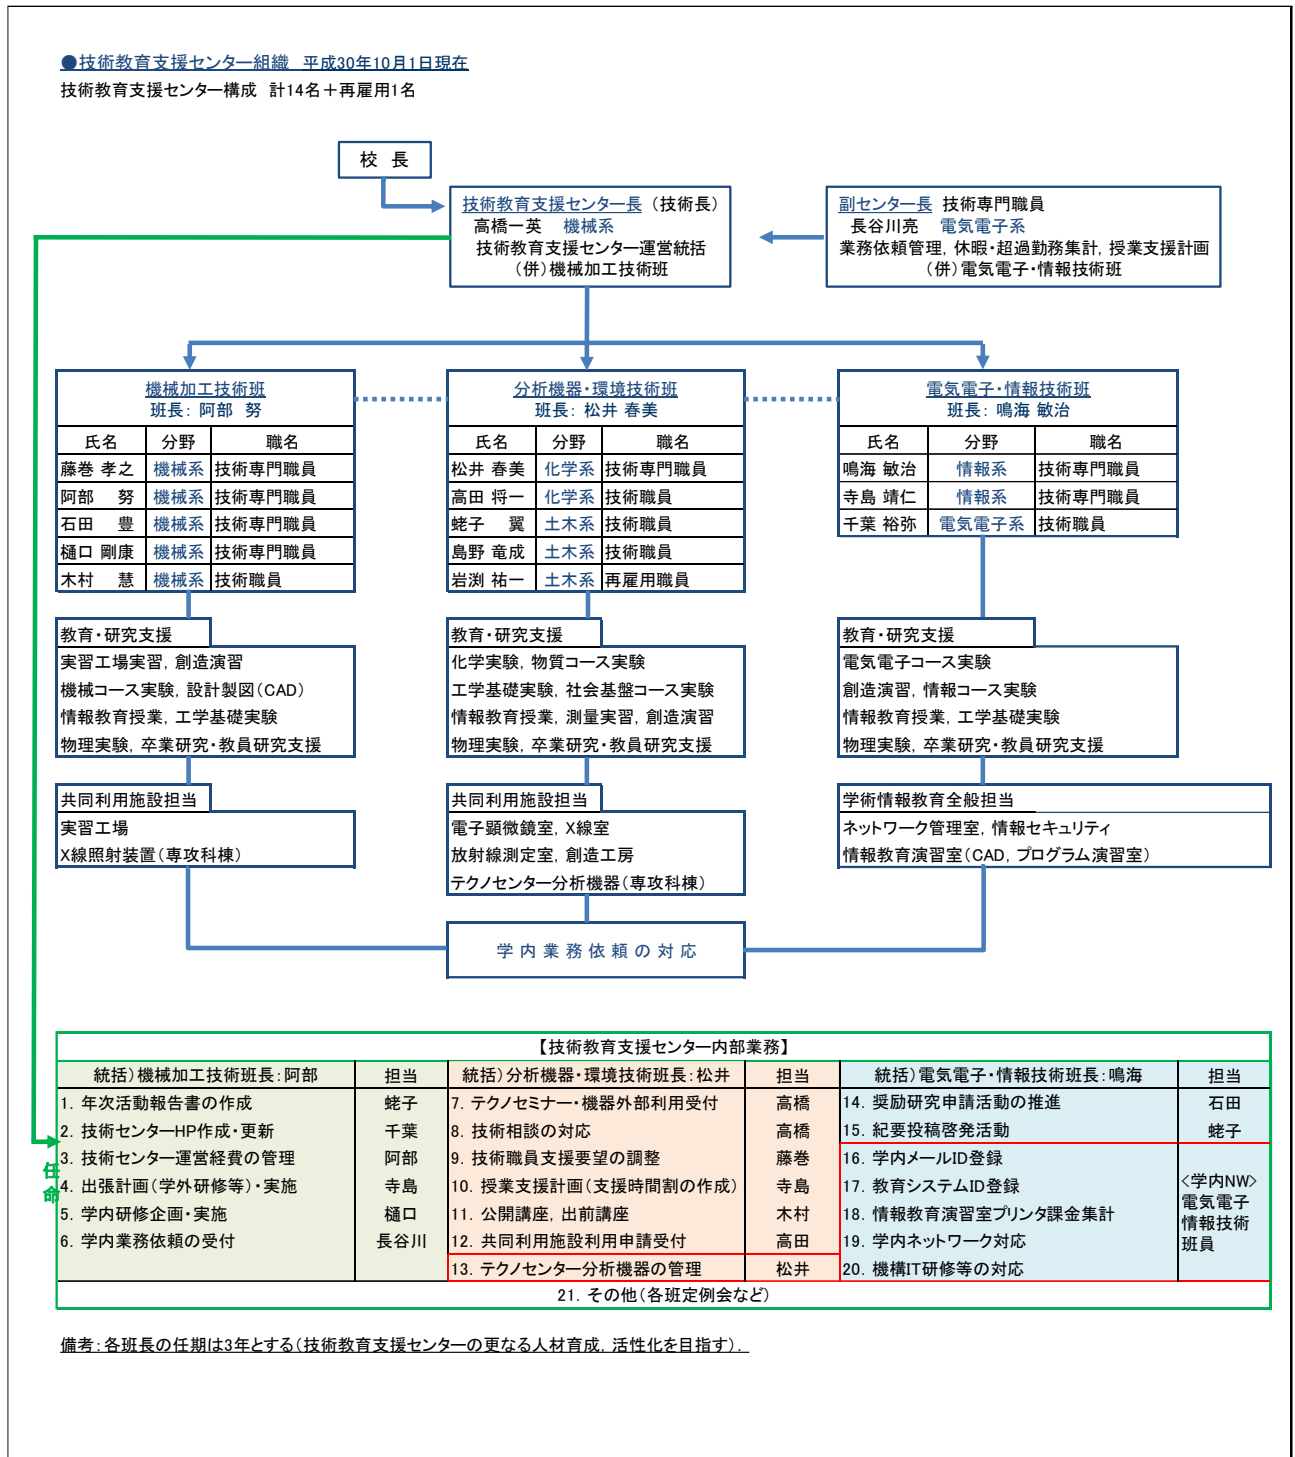 ●技術教育支援センター組織　平成30年10月1日現在
技術教育支援センター構成　計14名＋再雇用1名
校 長
技術教育支援センター長（技術長）
高橋一英　機械系
技術教育支援センター運営統括
（併）機械加工技術班
副センター長　技術専門職員
長谷川亮　電気電子系
業務依頼管理, 休暇・超過勤務集計, 授業支援計画
（併）電気電子・情報技術班
機械加工技術班
班長： 阿部　努
氏名　分野　職名
藤巻 孝之　機械系　技術専門職員
阿部　努　機械系　技術専門職員
石田　豊　機械系　技術専門職員
樋口 剛康　機械系　技術専門職員
木村　慧　機械系　技術職員
分析機器・環境技術班
班長： 松井 春美
氏名　分野　職名
松井 春美　化学系　技術専門職員
高田 将一　化学系　技術職員
蛯子　翼　土木系　技術職員
島野 竜成　土木系　技術職員
岩渕 祐一　土木系　再雇用職員
電気電子・情報技術班
班長： 鳴海 敏治
氏名　分野　職名
鳴海 敏治　情報系　技術専門職員
寺島 靖仁　情報系　技術専門職員
千葉 裕弥　電気電子系　技術職員
教育・研究支援
実習工場実習, 創造演習
機械コース実験, 設計製図（CAD）
情報教育授業, 工学基礎実験
物理実験, 卒業研究・教員研究支援
教育・研究支援
化学実験, 物質コース実験
工学基礎実験, 社会基盤コース実験
情報教育授業, 測量実習, 創造演習
物理実験, 卒業研究・教員研究支援
教育・研究支援
電気電子コース実験
創造演習, 情報コース実験
情報教育授業, 工学基礎実験
物理実験, 卒業研究・教員研究支援
共同利用施設担当
実習工場
X線照射装置（専攻科棟）
共同利用施設担当
電子顕微鏡室, X線室
放射線測定室, 創造工房
テクノセンター分析機器（専攻科棟）
学術情報教育全般担当
ネットワーク管理室, 情報セキュリティ
情報教育演習室（CAD, プログラム演習室）
学内業務依頼の対応
任命
【技術教育支援センター内部業務】
統括）機械加工技術班長：阿部　担当
1. 年次活動報告書の作成　蛯子
2. 技術センターHP作成・更新　千葉
3. 技術センター運営経費の管理　阿部
4. 出張計画（学外研修等）・実施　寺島
5. 学内研修企画・実施　樋口
6. 学内業務依頼の受付　長谷川
統括）分析機器・環境技術班長：松井　担当
7. テクノセミナー・機器外部利用受付　高橋
8. 技術相談の対応　高橋
9. 技術職員支援要望の調整　藤巻
10. 授業支援計画（支援時間割の作成）　寺島
11. 公開講座, 出前講座　木村
12. 共同利用施設利用申請受付　高田
13. テクノセンター分析機器の管理　松井
統括）電気電子・情報技術班長：鳴海　担当
14. 奨励研究申請活動の推進　石田
15. 紀要投稿啓発活動　蛯子
16. 学内メールID登録
17. 教育システムID登録
18. 情報教育演習室プリンタ課金集計
19. 学内ネットワーク対応
20. 機構IT研修等の対応
<学内NW>
電気電子
情報技術
班員
21. その他（各班定例会など）
備考：各班長の任期は3年とする（技術教育支援センターの更なる人材育成, 活性化を目指す）.